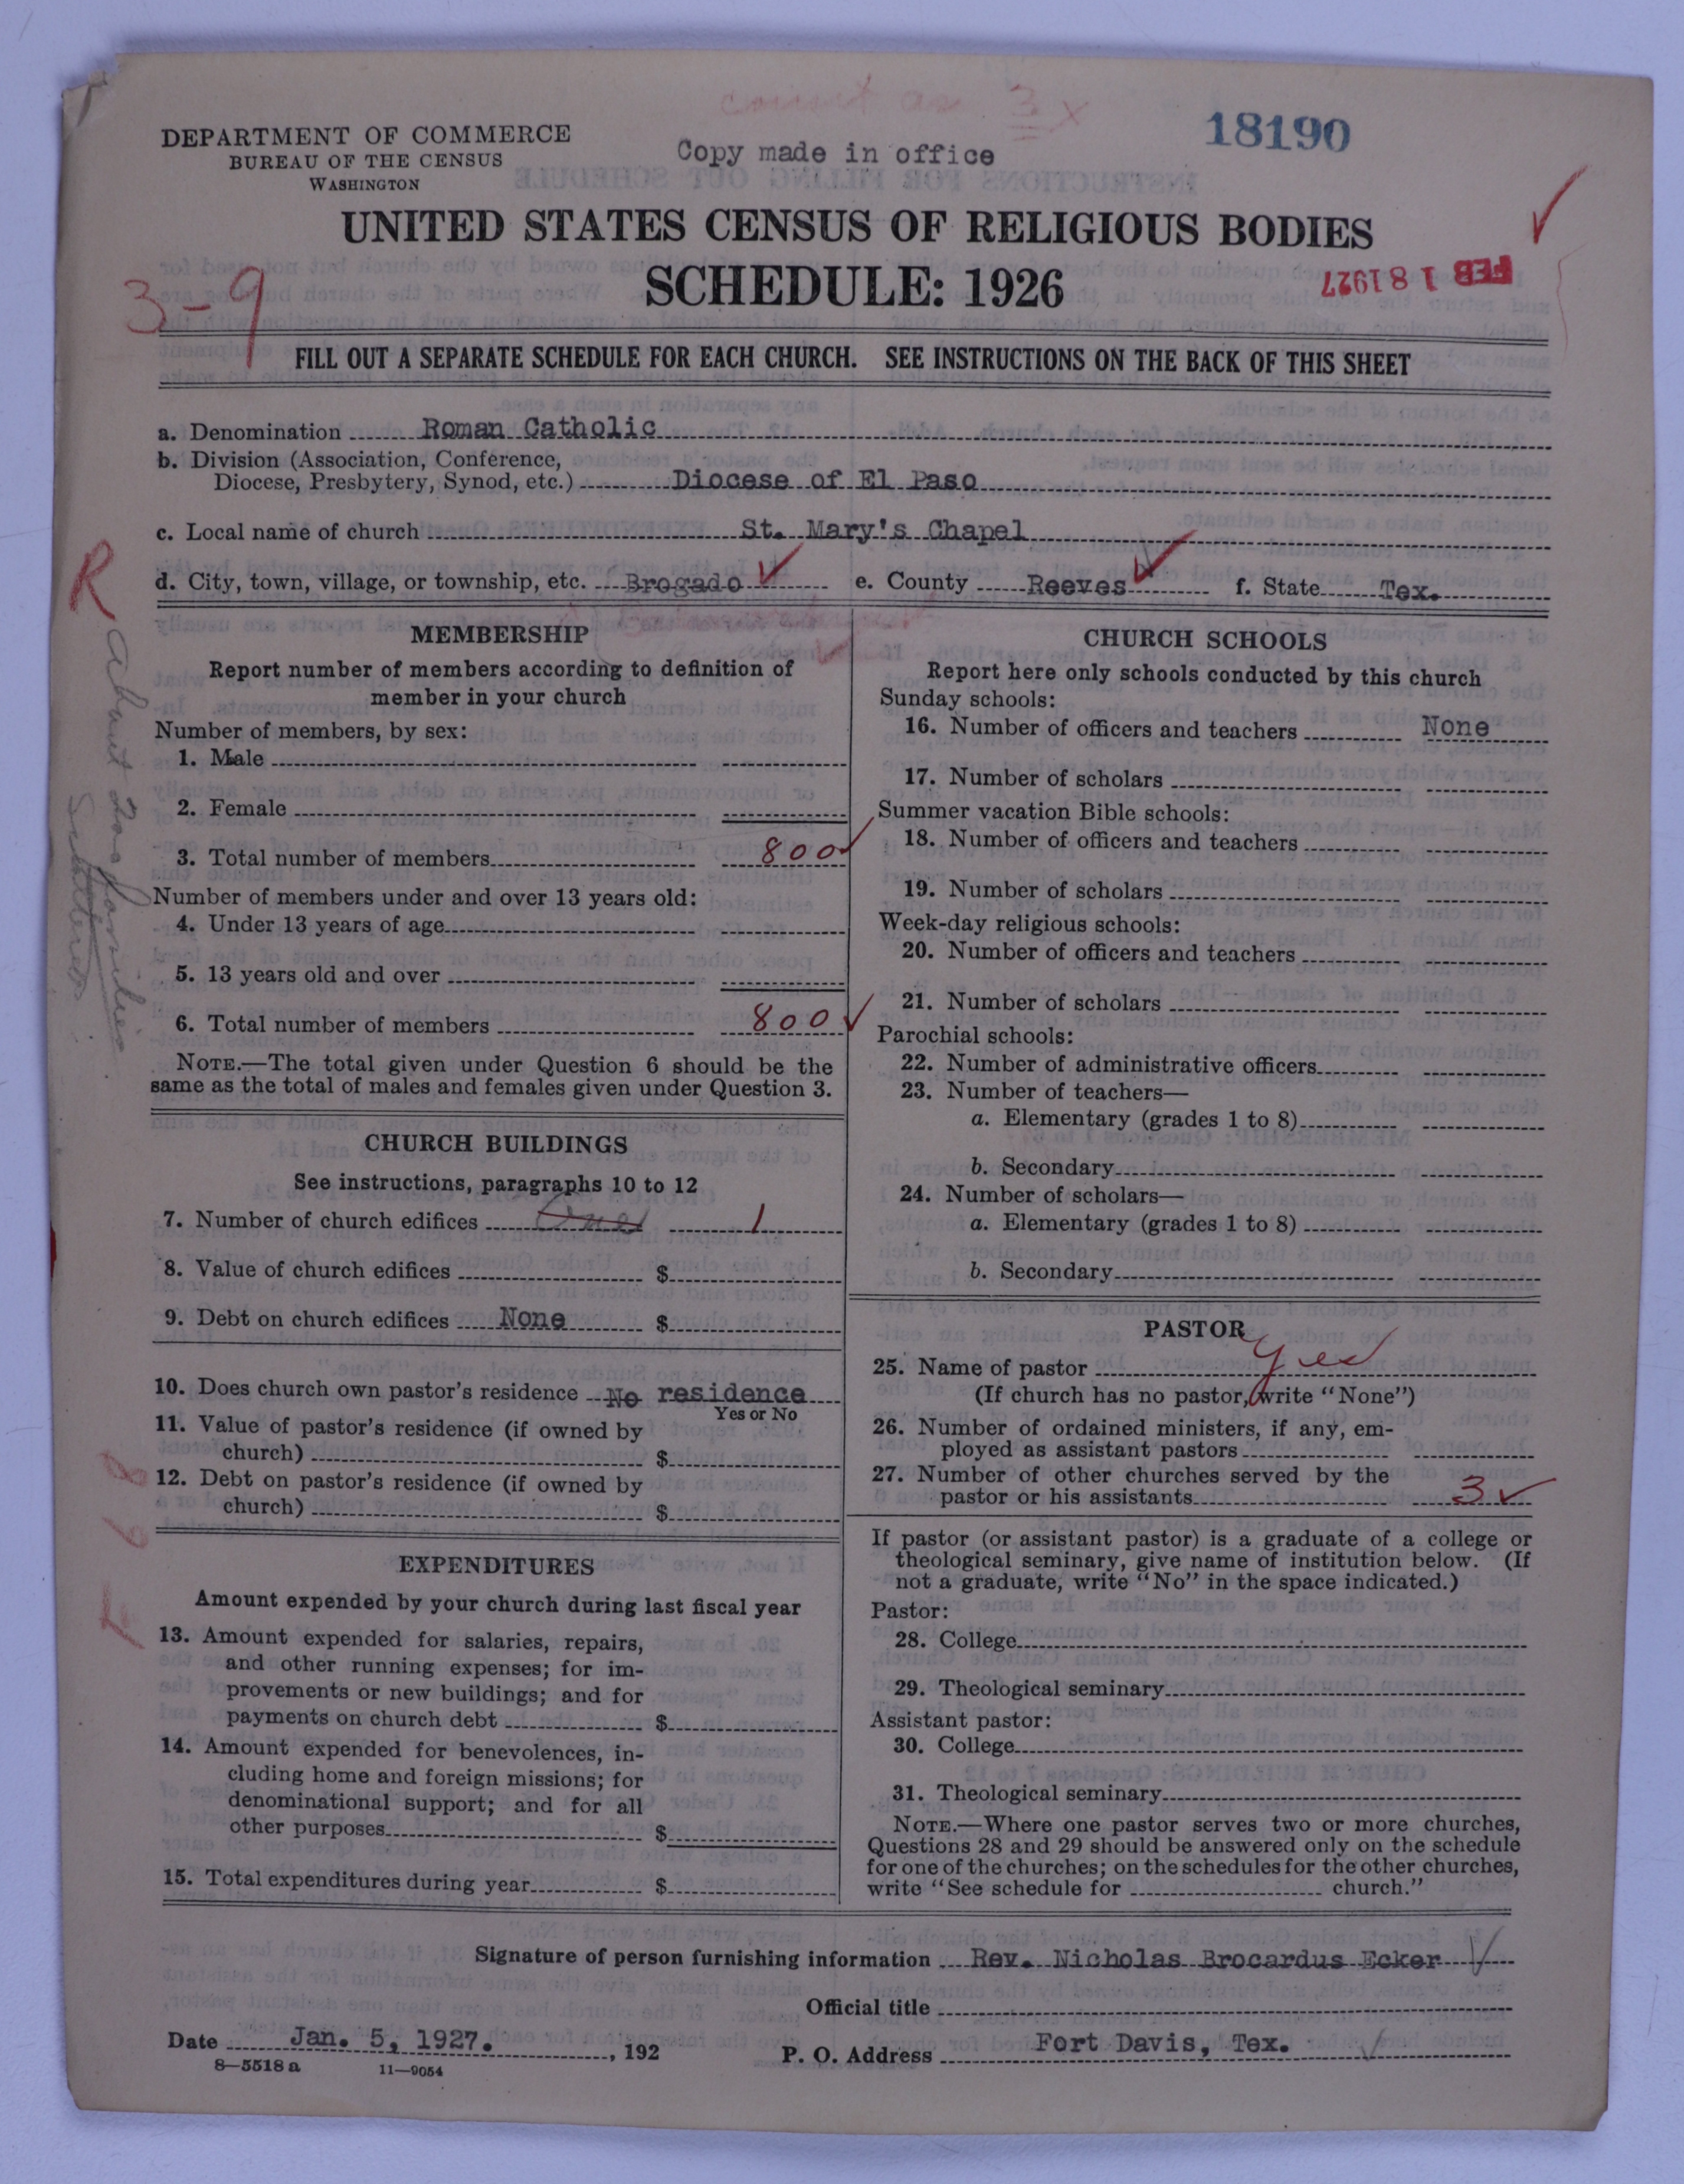 count as 3 x
DEPARTMENT OF COMMERCE
BUREAU OF THE CENSUS
WASHINGTON
Copy made in office
18190
UNITED STATES CENSUS OF RELIGIOUS BODIES
SCHEDULE: 1926
FEB 18 1927
3-9
FILL OUT A SEPARATE SCHEDULE FOR EACH CHURCH. SEE INSTRUCTIONS ON THE BACK OF THIS SHEET
a. Denomination Roman Catholic
b. Division (Association, Conference,
Diocese, Presbytery, Synod, etc.) Diocese of El Paso
c. Local name of church St. Mary's Chapel
d. City, town, village, or township, etc. Brogado e. County Reeves f. State Tex.
R
About 200 families
Scattered
MEMBERSHIP
Report number of members according to definition of
member in your church
Number of members, by sex:
1. Male
2. Female
3. Total number of members 800
Number of members under and over 13 years old:
4. Under 13 years of age
5. 13 years old and over
6. Total number of members 800
NOTE.—The total given under Question 6 should be the
same as the total of males and females given under Question 3.
CHURCH BUILDINGS
See instructions, paragraphs 10 to 12
7. Number of church edifices One 1
8. Value of church edifices $
9. Debt on church edifices None $
10. Does church own pastor's residence No residence
Yes or No
11. Value of pastor's residence (if owned by
church) $
12. Debt on pastor's residence (if owned by
church) $
EXPENDITURES
Amount expended by your church during last fiscal year
13. Amount expended for salaries, repairs,
and other running expenses; for im-
provements or new buildings; and for
payments on church debt $
14. Amount expended for benevolences, in-
cluding home and foreign missions; for
denominational support; and for all
other purposes $
15. Total expenditures during year $
CHURCH SCHOOLS
Report here only schools conducted by this church
Sunday schools:
16. Number of officers and teachers None
17. Number of scholars
Summer vacation Bible schools:
18. Number of officers and teachers
19. Number of scholars
Week-day religious schools:
20. Number of officers and teachers
21. Number of scholars
Parochial schools:
22. Number of administrative officers
23. Number of teachers—
a. Elementary (grades 1 to 8)
b. Secondary
24. Number of scholars—
a. Elementary (grades 1 to 8)
b. Secondary
PASTOR
25. Name of pastor yes
(If church has no pastor, write "None")
26. Number of ordained ministers, if any, em-
ployed as assistant pastors
27. Number of other churches served by the
pastor or his assistants 3
If pastor (or assistant pastor) is a graduate of a college or
theological seminary, give name of institution below. (If
not a graduate, write "No" in the space indicated.)
Pastor:
28. College
29. Theological seminary
Assistant pastor:
30. College
31. Theological seminary
NOTE.—Where one pastor serves two or more churches,
Questions 28 and 29 should be answered only on the schedule
for one of the churches; on the schedules for the other churches,
write "See schedule for church."
Signature of person furnishing information Rev. Nicholas Brocardus Ecker
Official title
Date Jan. 5, 1927. , 192
P. O. Address Fort Davis, Tex.
8—5518 a 11—9054